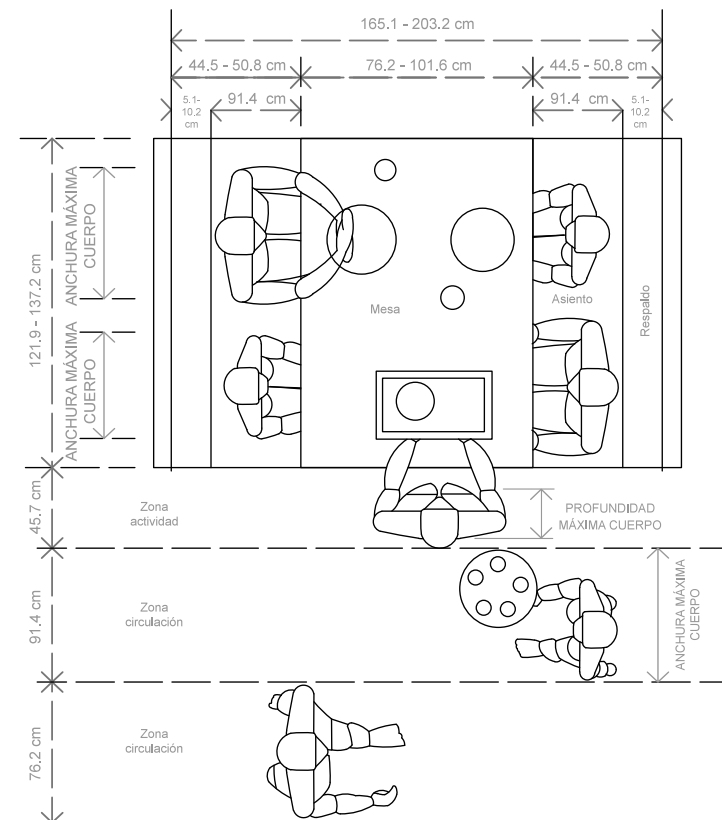 165.1 - 203.2 cm
44.5 - 50.8 cm
76.2 - 101.6 cm
44.5 - 50.8 cm
5.1-
10.2
cm
91.4 cm
91.4 cm
5.1-
10.2
cm
121.9 - 137.2 cm
ANCHURA MÁXIMA
CUERPO
ANCHURA MÁXIMA
CUERPO
Mesa
Asiento
Respaldo
45.7 cm
Zona
actividad
PROFUNDIDAD
MÁXIMA CUERPO
91.4 cm
Zona
circulación
ANCHURA MÁXIMA
CUERPO
76.2 cm
Zona
circulación